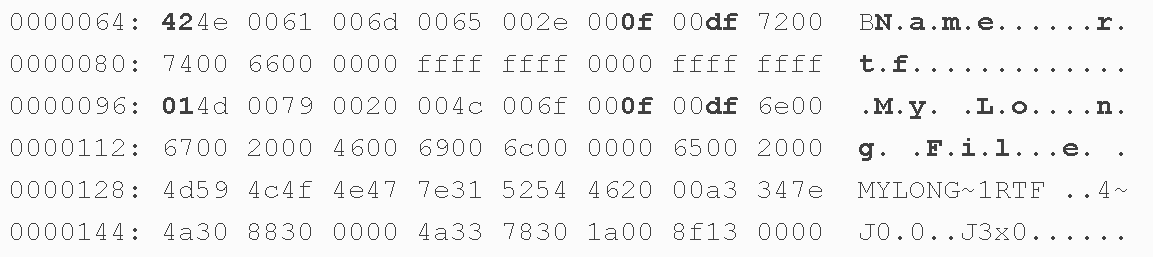 0000064: 424e 0061 006d 0065 002e 000f 00df 7200 BN.a.m.e......r.
0000080: 7400 6600 0000 ffff ffff 0000 ffff ffff t.f.............
0000096: 014d 0079 0020 004c 006f 000f 00df 6e00 .M.y. .L.o....n.
0000112: 6700 2000 4600 6900 6c00 0000 6500 2000 g. .F.i.l...e. .
0000128: 4d59 4c4f 4e47 7e31 5254 4620 00a3 347e MYLONG~1RTF ..4~
0000144: 4a30 8830 0000 4a33 7830 1a00 8f13 0000 J0.0..J3x0......